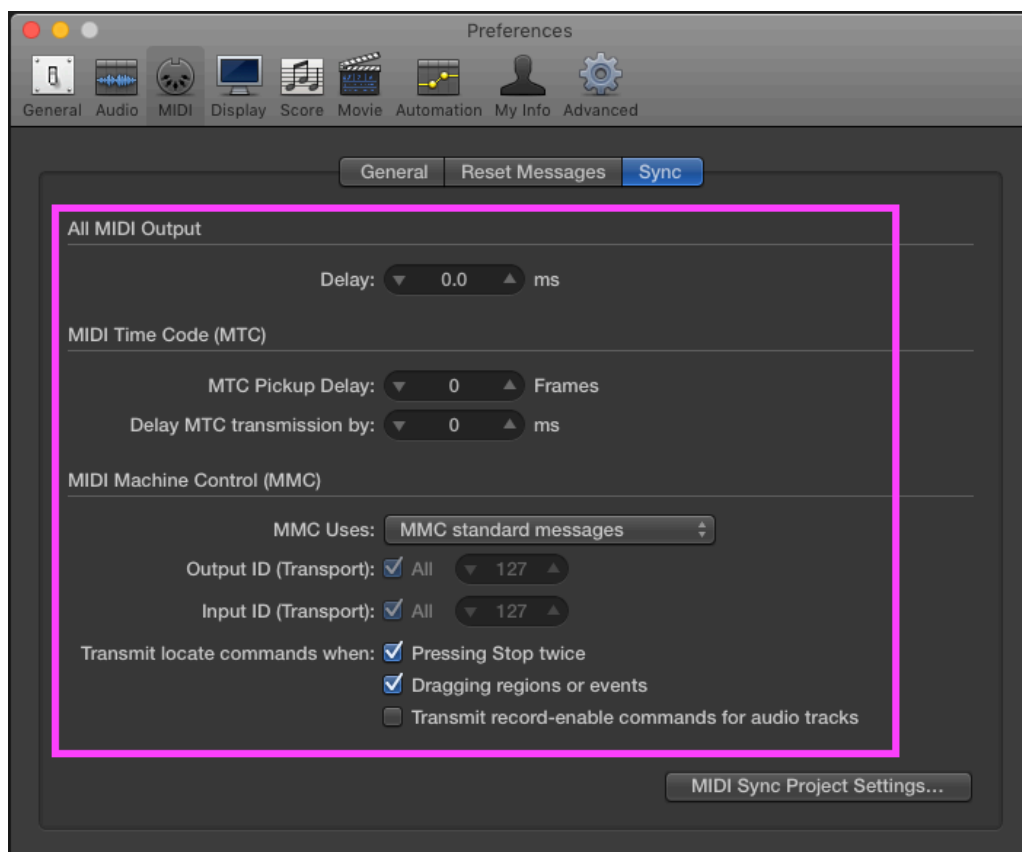 Preferences
General Audio MIDI Display Score Movie Automation My Info Advanced
General Reset Messages Sync
All MIDI Output
Delay: 0.0 ms
MIDI Time Code (MTC)
MTC Pickup Delay: 0 Frames
Delay MTC transmission by: 0 ms
MIDI Machine Control (MMC)
MMC Uses: MMC standard messages
Output ID (Transport): All 127
Input ID (Transport): All 127
Transmit locate commands when: Pressing Stop twice
Dragging regions or events
Transmit record-enable commands for audio tracks
MIDI Sync Project Settings...